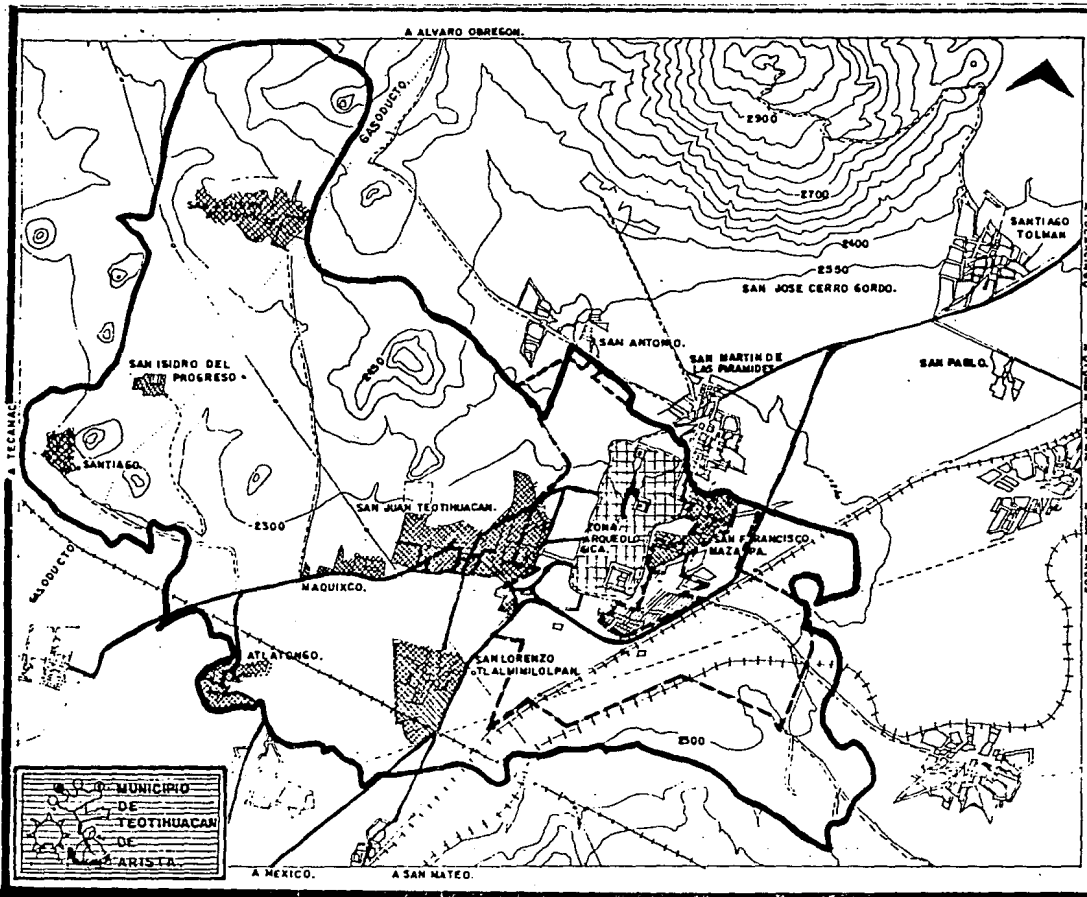 A ALVARO OBREGON.
GASODUCTO
2900
2700
2600
2550
SANTIAGO
TOLMAN
SAN JOSE CERRO GORDO.
SAN ANTONIO.
SAN MARTIN DE
LAS PIRAMIDES
SAN PABLO.
SAN ISIDRO DEL
PROGRESO
2450
A TECAMAC
SANTIAGO.
2300
SAN JUAN TEOTIHUACAN.
ZONA
ARQUEOLO
GICA.
SAN FRANCISCO
MAZAPA.
GASODUCTO
MAQUIXCO.
ATLATONGO.
SAN LORENZO
TLALMIMILOLPAN
2300
MUNICIPIO
DE
TEOTIHUACAN
DE
ARISTA.
A MEXICO.
A SAN MATEO.